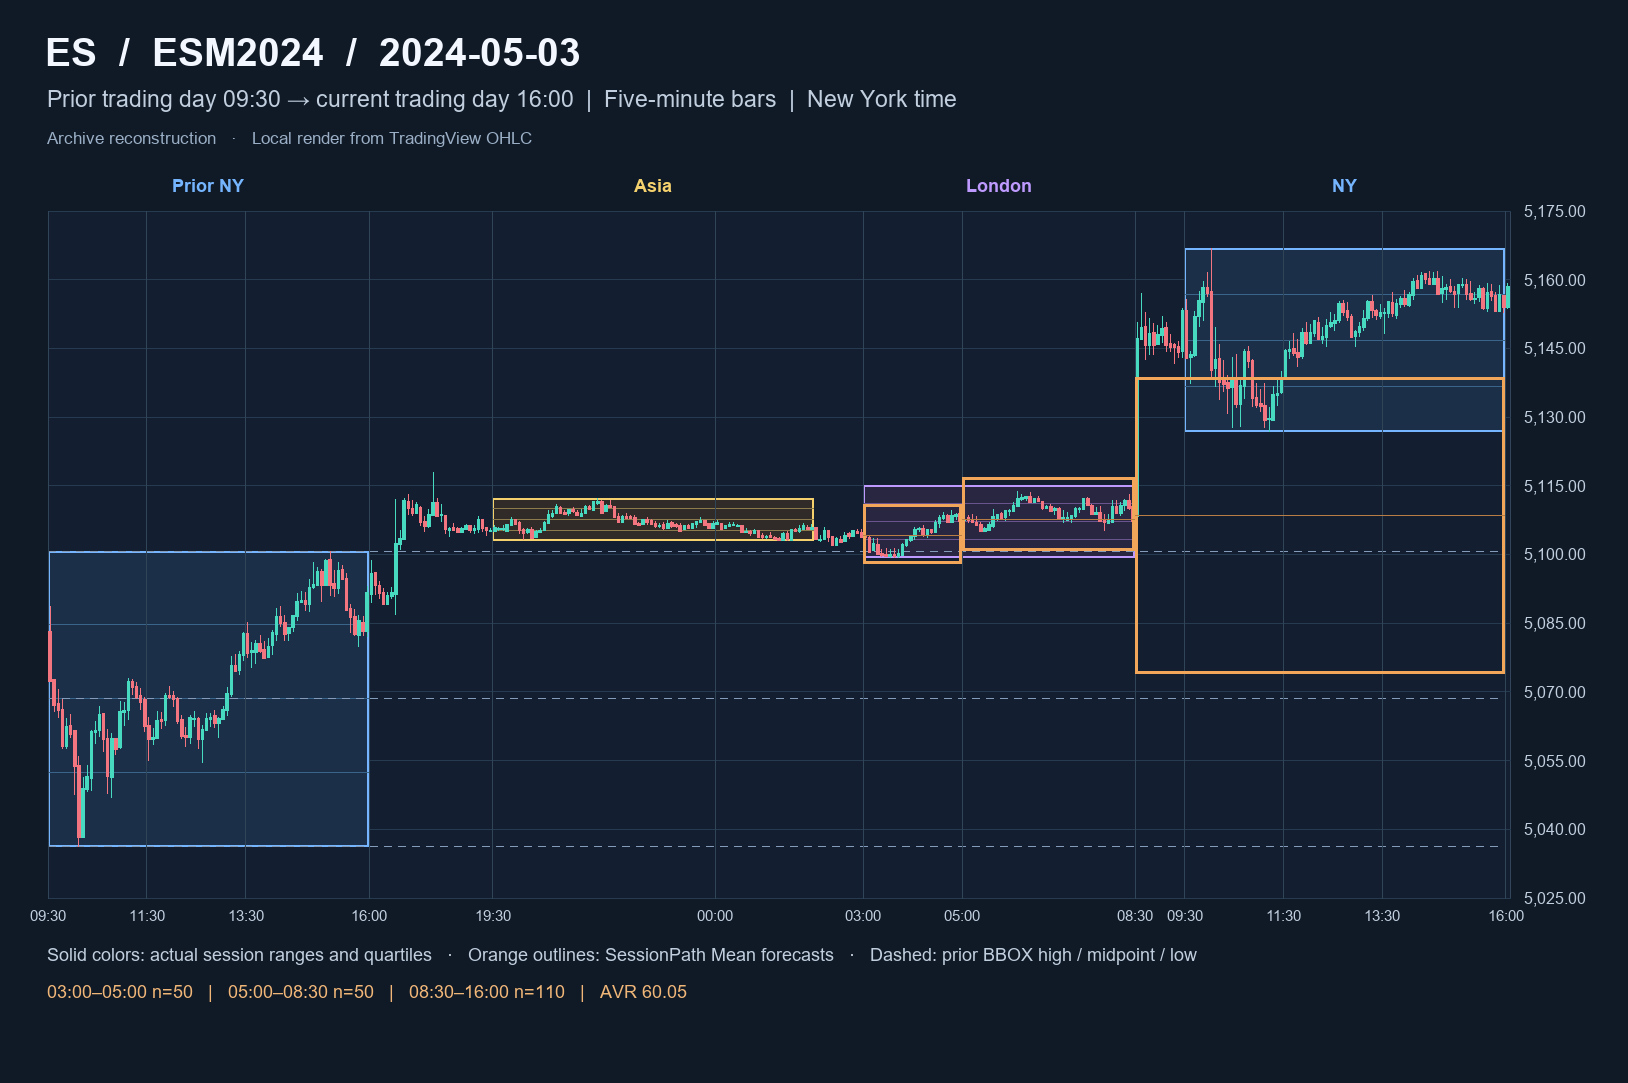 ES / ESM2024 / 2024-05-03
Prior trading day 09:30 → current trading day 16:00 | Five-minute bars | New York time
Archive reconstruction · Local render from TradingView OHLC
Prior NY Asia London NY
5,175.00
5,160.00
5,145.00
5,130.00
5,115.00
5,100.00
5,085.00
5,070.00
5,055.00
5,040.00
5,025.00
09:30 11:30 13:30 16:00 19:30 00:00 03:00 05:00 08:30 09:30 11:30 13:30 16:00
Solid colors: actual session ranges and quartiles · Orange outlines: SessionPath Mean forecasts · Dashed: prior BBOX high / midpoint / low
03:00–05:00 n=50 | 05:00–08:30 n=50 | 08:30–16:00 n=110 | AVR 60.05